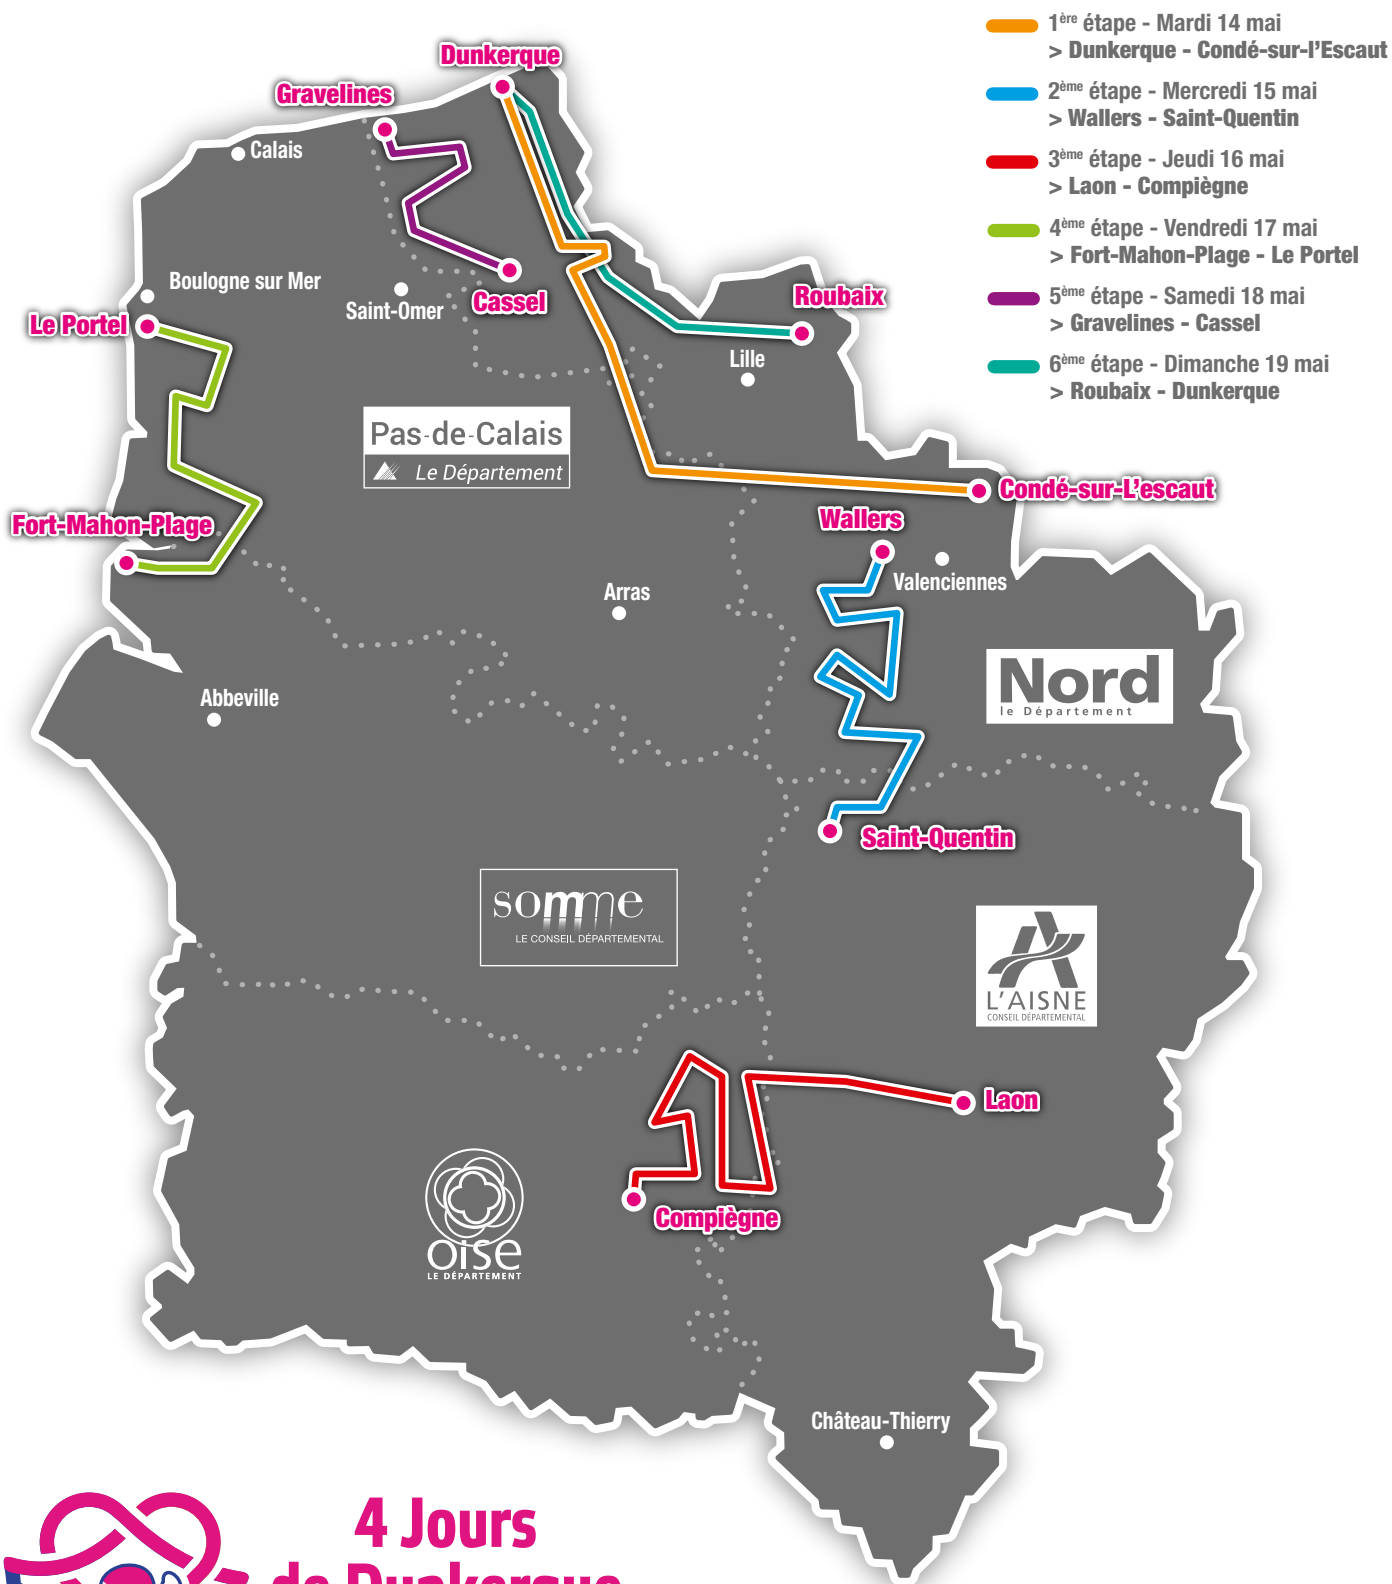 1ère étape - Mardi 14 mai
> Dunkerque - Condé-sur-l'Escaut
2ème étape - Mercredi 15 mai
> Wallers - Saint-Quentin
3ème étape - Jeudi 16 mai
> Laon - Compiègne
4ème étape - Vendredi 17 mai
> Fort-Mahon-Plage - Le Portel
5ème étape - Samedi 18 mai
> Gravelines - Cassel
6ème étape - Dimanche 19 mai
> Roubaix - Dunkerque
Dunkerque
Gravelines
Calais
Boulogne sur Mer
Saint-Omer
Cassel
Roubaix
Le Portel
Lille
Pas-de-Calais
Le Département
Condé-sur-L'escaut
Fort-Mahon-Plage
Wallers
Valenciennes
Arras
Nord
le Département
Abbeville
Saint-Quentin
somme
LE CONSEIL DÉPARTEMENTAL
L'AISNE
CONSEIL DÉPARTEMENTAL
Laon
Compiègne
oise
LE DÉPARTEMENT
Château-Thierry
4 Jours
de Dunkerque